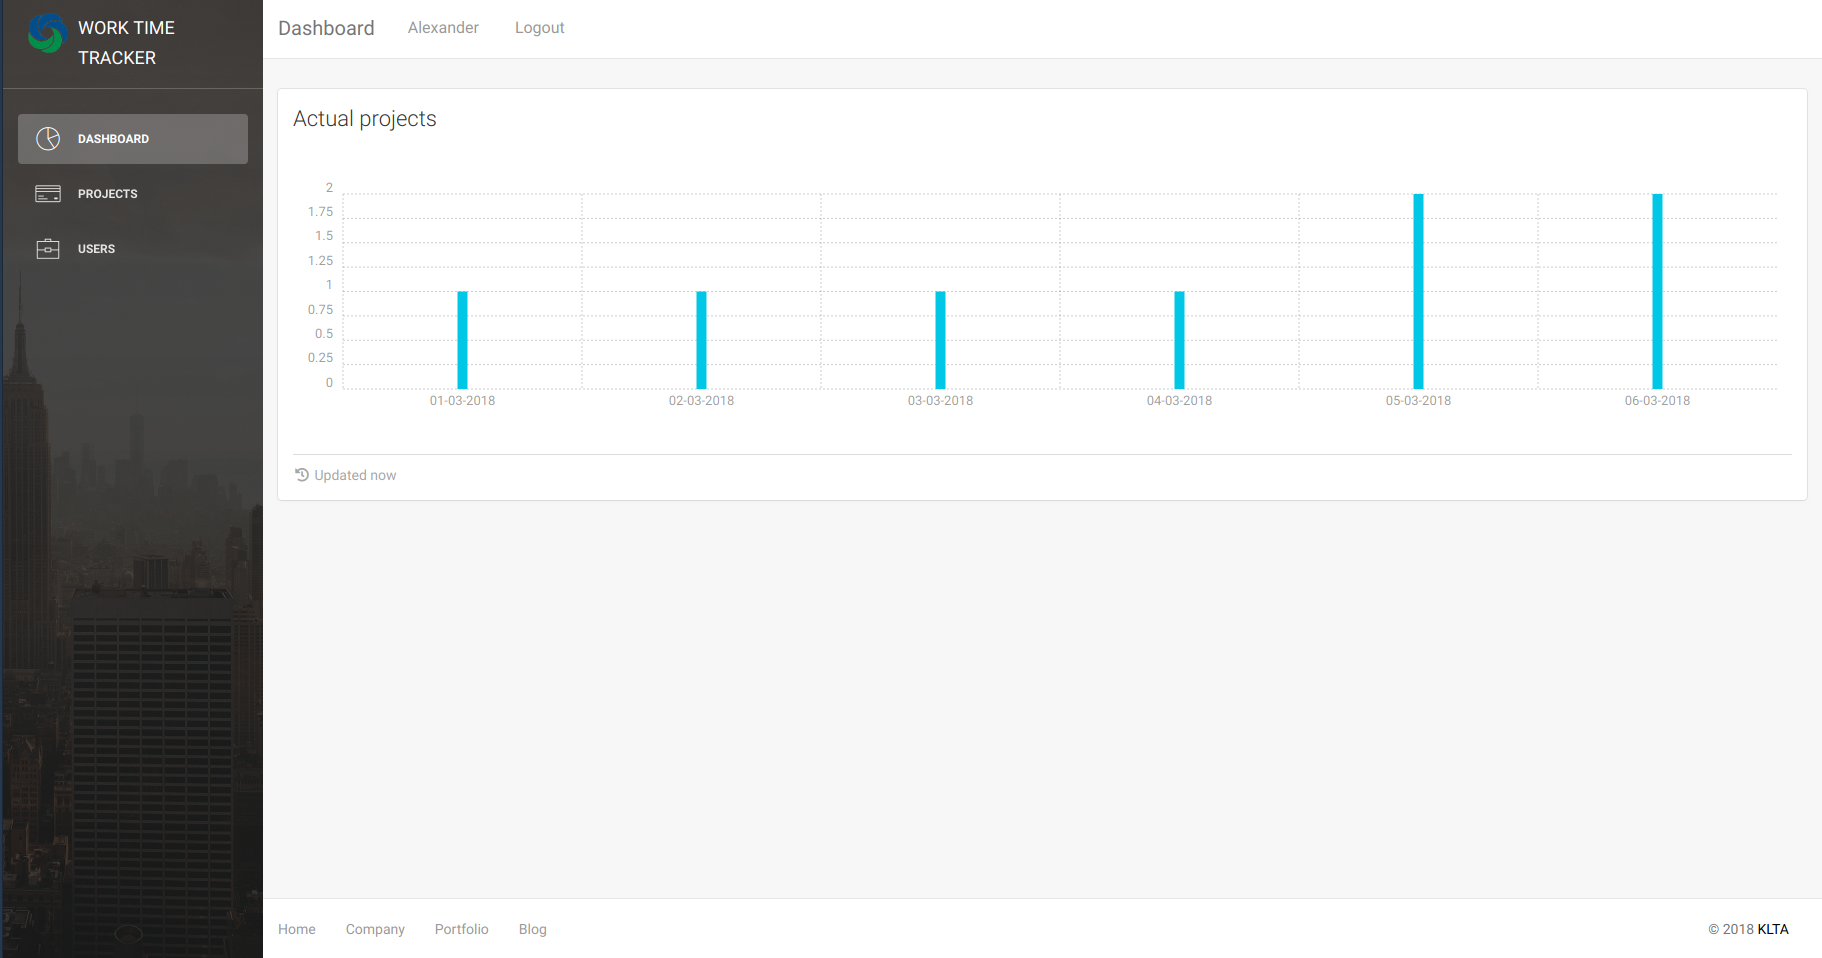 WORK TIME
TRACKER
DASHBOARD
PROJECTS
USERS
Dashboard
Alexander
Logout
Actual projects
2
1.75
1.5
1.25
1
0.75
0.5
0.25
0
01-03-2018
02-03-2018
03-03-2018
04-03-2018
05-03-2018
06-03-2018
Updated now
Home
Company
Portfolio
Blog
© 2018 KLTA